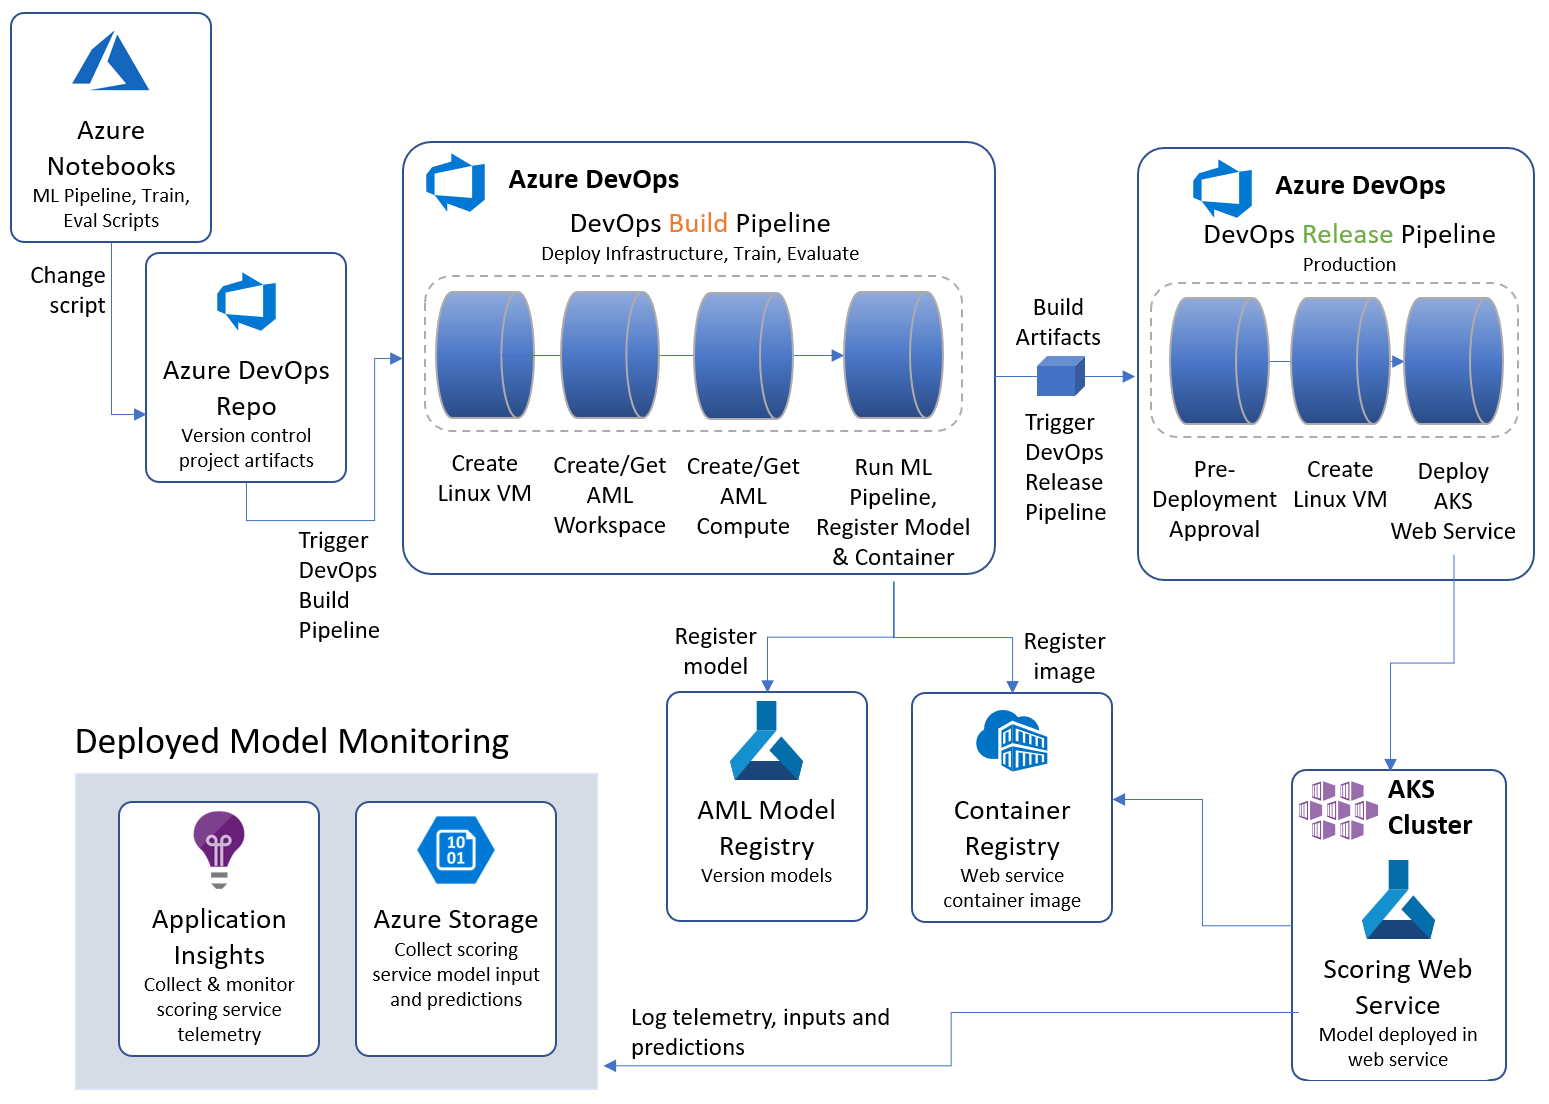 Azure
Notebooks
ML Pipeline, Train,
Eval Scripts
Change
script
Azure DevOps
Repo
Version control
project artifacts
Trigger
DevOps
Build
Pipeline
Azure DevOps
DevOps Build Pipeline
Deploy Infrastructure, Train, Evaluate
Create
Linux VM
Create/Get
AML
Workspace
Create/Get
AML
Compute
Run ML
Pipeline,
Register Model
& Container
Build
Artifacts
Trigger
DevOps
Release
Pipeline
Azure DevOps
DevOps Release Pipeline
Production
Pre-
Deployment
Approval
Create
Linux VM
Deploy
AKS
Web Service
Register
model
Register
image
AML Model
Registry
Version models
Container
Registry
Web service
container image
AKS
Cluster
Scoring Web
Service
Model deployed in
web service
Deployed Model Monitoring
Application
Insights
Collect & monitor
scoring service
telemetry
10
01
Azure Storage
Collect scoring
service model input
and predictions
Log telemetry, inputs and
predictions